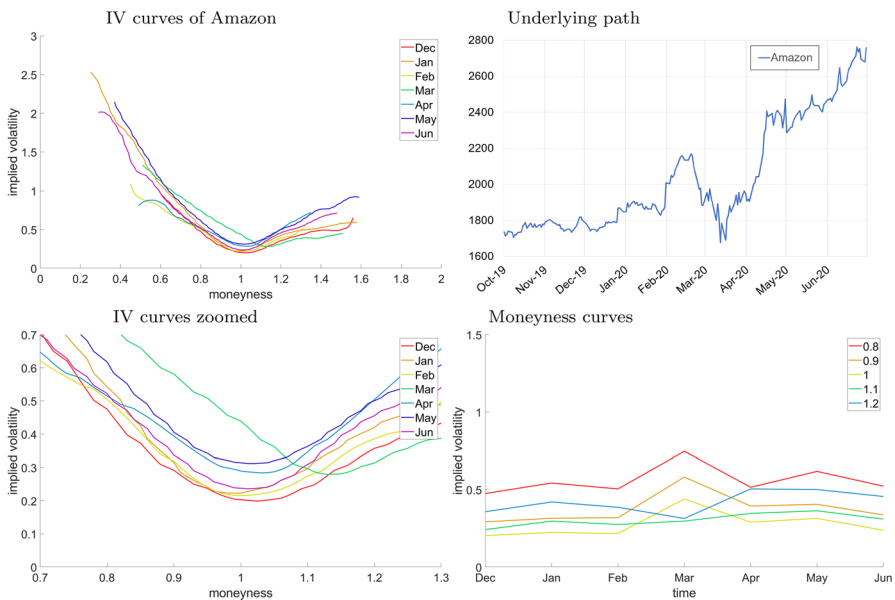 IV curves of Amazon
3
2.5
2
1.5
1
0.5
0
implied volatility
0
0.2
0.4
0.6
0.8
1
1.2
1.4
1.6
1.8
2
moneyness
Dec
Jan
Feb
Mar
Apr
May
Jun
Underlying path
2800
2600
2400
2200
2000
1800
1600
Amazon
Oct-19
Nov-19
Dec-19
Jan-20
Feb-20
Mar-20
Apr-20
May-20
Jun-20
IV curves zoomed
0.7
0.6
0.5
0.4
0.3
0.2
0.1
0
implied volatility
0.7
0.8
0.9
1
1.1
1.2
1.3
moneyness
Dec
Jan
Feb
Mar
Apr
May
Jun
Moneyness curves
1.5
1
0.5
0
implied volatility
Dec
Jan
Feb
Mar
Apr
May
Jun
time
0.8
0.9
1
1.1
1.2